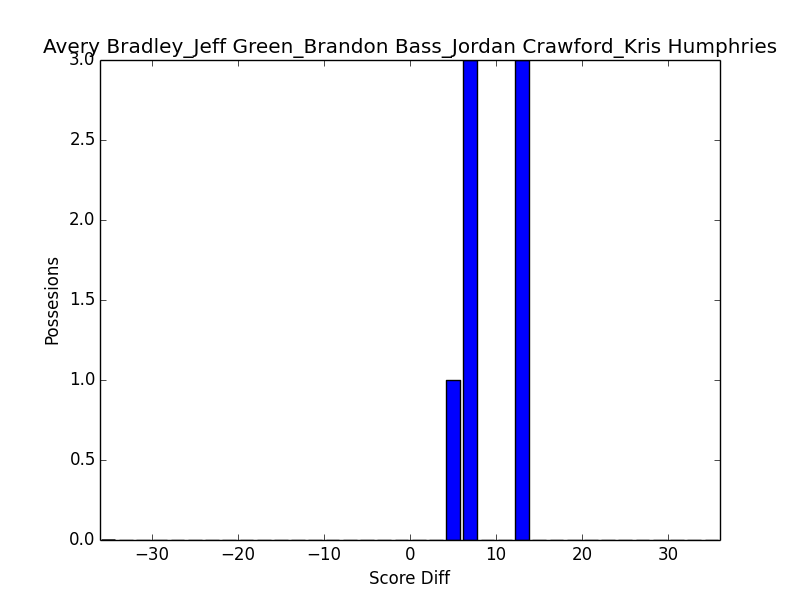 Avery Bradley_Jeff Green_Brandon Bass_Jordan Crawford_Kris Humphries
3.0
2.5
2.0
1.5
1.0
0.5
0.0
Possesions
−30 −20 −10 0 10 20 30
Score Diff